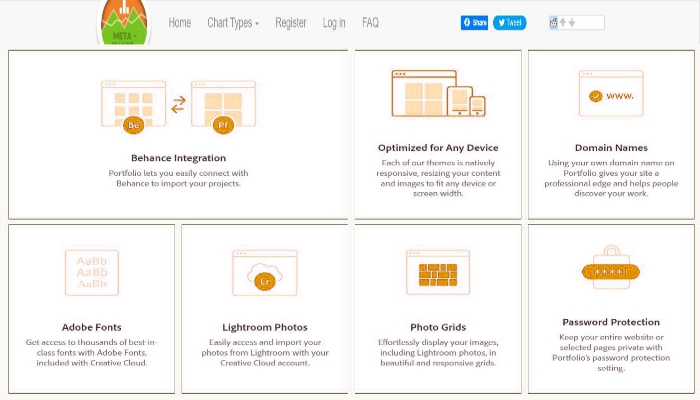 META -
Home Chart Types Register Log in FAQ
Share Tweet
Be Pf
Behance Integration
Portfolio lets you easily connect with
Behance to import your projects.
Optimized for Any Device
Each of our themes is natively
responsive, resizing your content
and images to fit any device or
screen width.
www.
Domain Names
Using your own domain name on
Portfolio gives your site a
professional edge and helps people
discover your work.
AaBb
AaBb
AaBb
Adobe Fonts
Get access to thousands of best-in-
class fonts with Adobe Fonts,
included with Creative Cloud.
Lr
Lightroom Photos
Easily access and import your
photos from Lightroom with your
Creative Cloud account.
Photo Grids
Effortlessly display your images,
including Lightroom photos, in
beautiful and responsive grids.
Password Protection
Keep your entire website or
selected pages private with
Portfolio's password protection
setting.